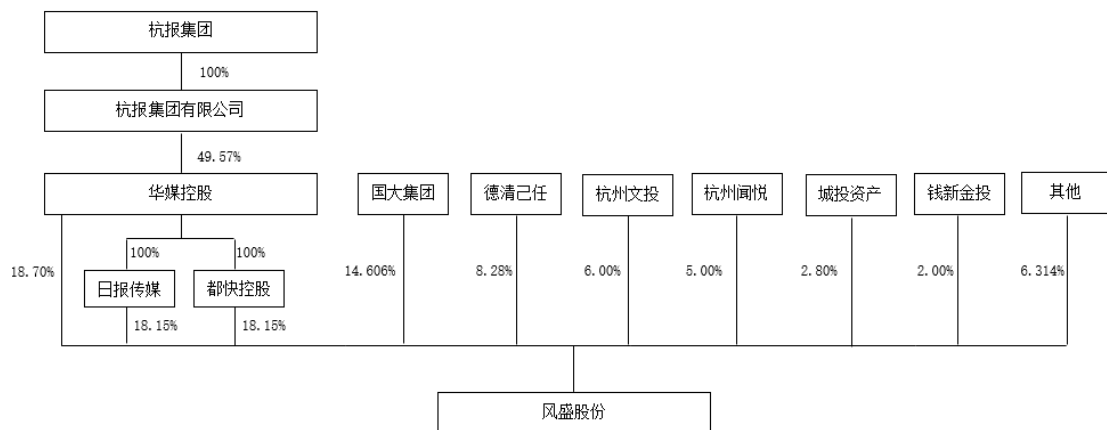 杭报集团
100%
杭报集团有限公司
49.57%
华媒控股
国大集团
德清己任
杭州文投
杭州闻悦
城投资产
钱新金投
其他
100%
100%
18.70%
14.606%
8.28%
6.00%
5.00%
2.80%
2.00%
6.314%
日报传媒
都快控股
18.15%
18.15%
风盛股份